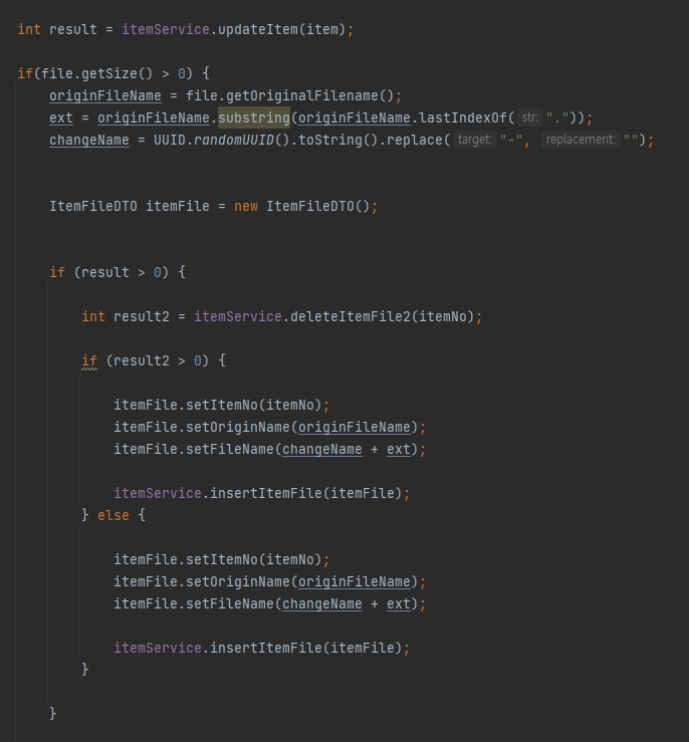 int result = itemService.updateItem(item);
if(file.getSize() > 0) {
originFileName = file.getOriginalFilename();
ext = originFileName.substring(originFileName.lastIndexOf( str: "."));
changeName = UUID.randomUUID().toString().replace( target: "-", replacement: "");
ItemFileDTO itemFile = new ItemFileDTO();
if (result > 0) {
int result2 = itemService.deleteItemFile2(itemNo);
if (result2 > 0) {
itemFile.setItemNo(itemNo);
itemFile.setOriginName(originFileName);
itemFile.setFileName(changeName + ext);
itemService.insertItemFile(itemFile);
} else {
itemFile.setItemNo(itemNo);
itemFile.setOriginName(originFileName);
itemFile.setFileName(changeName + ext);
itemService.insertItemFile(itemFile);
}
}